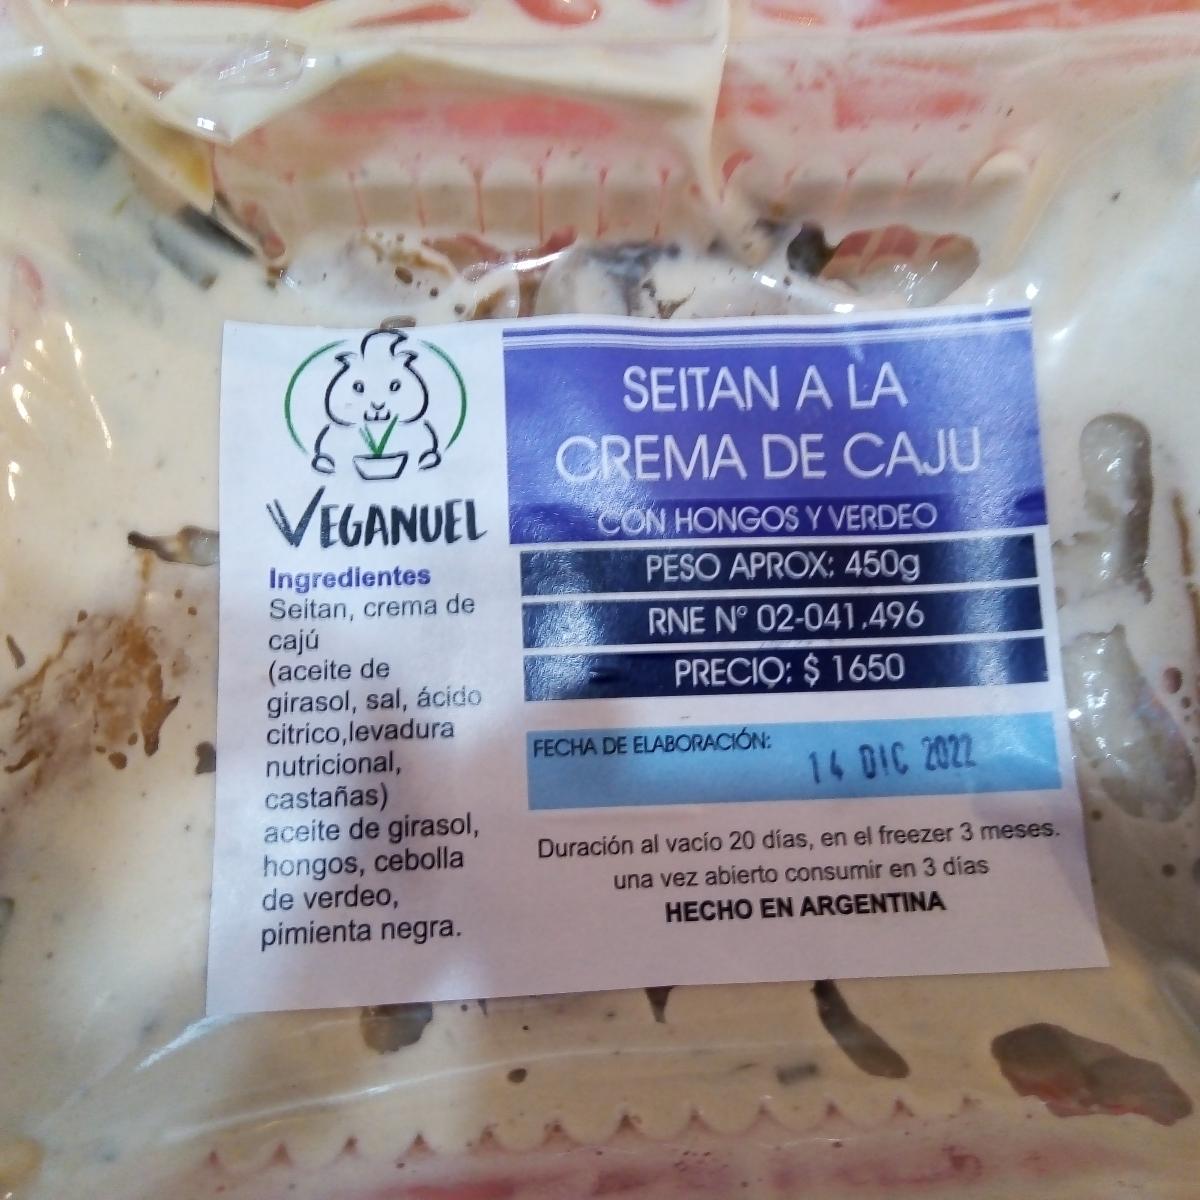 VEGANUEL
Ingredientes
Seitan, crema de
cajú
(aceite de
girasol, sal, ácido
citrico,levadura
nutricional,
castañas)
aceite de girasol,
hongos, cebolla
de verdeo,
pimienta negra.
SEITAN A LA
CREMA DE CAJU
CON HONGOS Y VERDEO
PESO APROX: 450g
RNE N° 02-041.496
PRECIO: $ 1650
FECHA DE ELABORACIÓN:
14 DIC 2022
Duración al vacío 20 días, en el freezer 3 meses.
una vez abierto consumir en 3 días
HECHO EN ARGENTINA